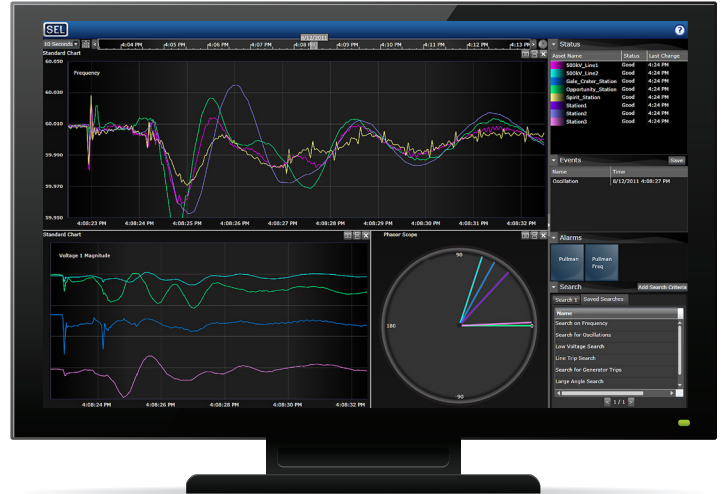 SEL
?
8/12/2011
10 Seconds 4:04 PM 4:05 PM 4:06 PM 4:07 PM 4:08 PM 4:09 PM 4:10 PM 4:11 PM 4:12 PM 4:13 PM
Standard Chart
60.050
Frequency
60.030
60.010
59.990
59.970
59.950
4:08:23 PM 4:08:24 PM 4:08:25 PM 4:08:26 PM 4:08:27 PM 4:08:28 PM 4:08:29 PM 4:08:30 PM 4:08:31 PM 4:08:32 PM
Standard Chart
Voltage 1 Magnitude
4:08:24 PM 4:08:26 PM 4:08:28 PM 4:08:30 PM 4:08:32 PM
Phasor Scope
90
180
0
90
Status
Asset Name Status Last Change
500kV_Line1 Good 4:24 PM
500kV_Line2 Good 4:24 PM
Gale_Crater_Station Good 4:24 PM
Opportunity_Station Good 4:24 PM
Spirit_Station Good 4:24 PM
Station1 Good 4:24 PM
Station2 Good 4:24 PM
Station3 Good 4:24 PM
Events Save
Name Time
Oscillation 8/12/2011 4:08:27 PM
Alarms
Pullman
Pullman
Freq
Search Add Search Criteria
Search 1 Saved Searches
Name
Search on Frequency
Search for Oscillations
Low Voltage Search
Line Trip Search
Search for Generator Trips
Large Angle Search
1 / 1